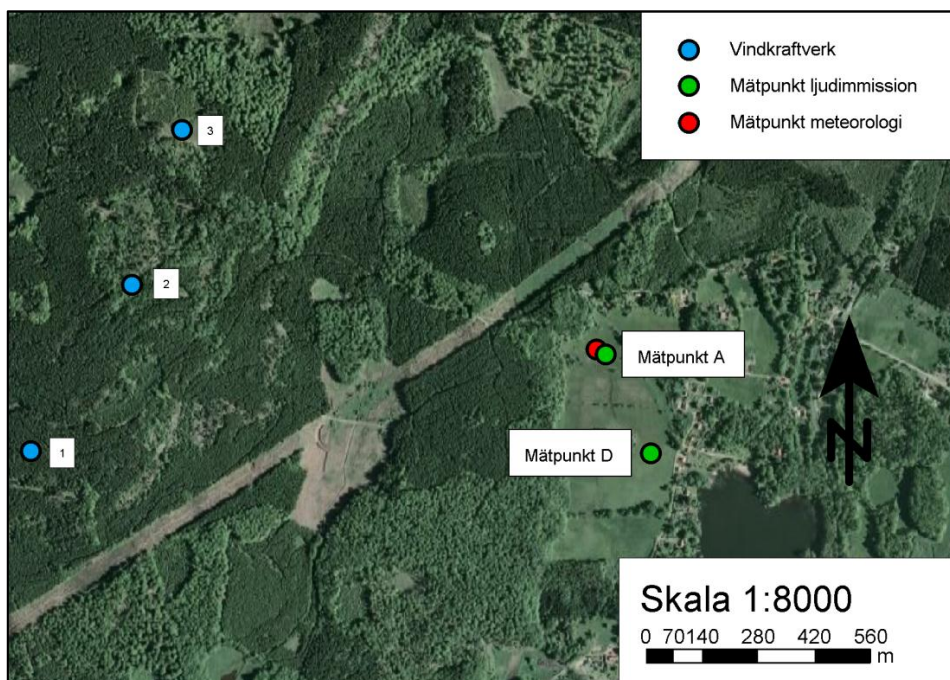 Vindkraftverk
Mätpunkt ljudimmission
Mätpunkt meteorologi
3
2
Mätpunkt A
1
Mätpunkt D
N
Skala 1:8000
0 70140 280 420 560
m